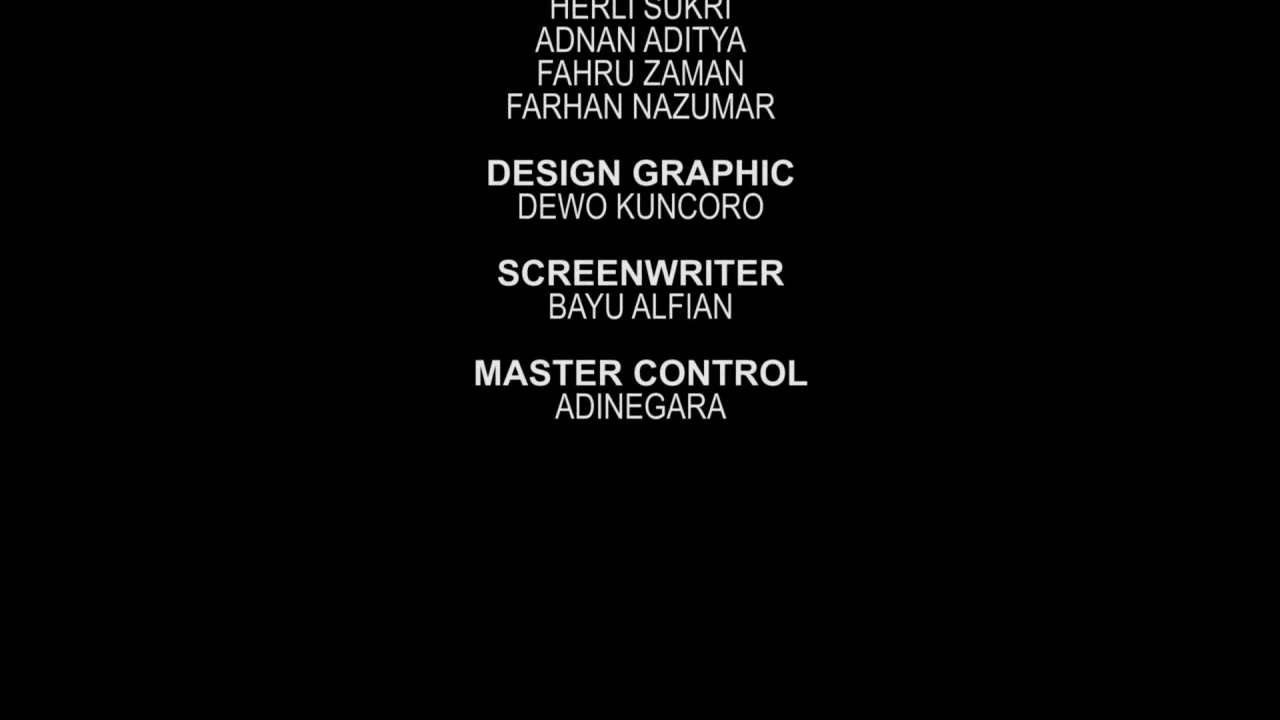 HERLI SUKRI
ADNAN ADITYA
FAHRU ZAMAN
FARHAN NAZUMAR
DESIGN GRAPHIC
DEWO KUNCORO
SCREENWRITER
BAYU ALFIAN
MASTER CONTROL
ADINEGARA